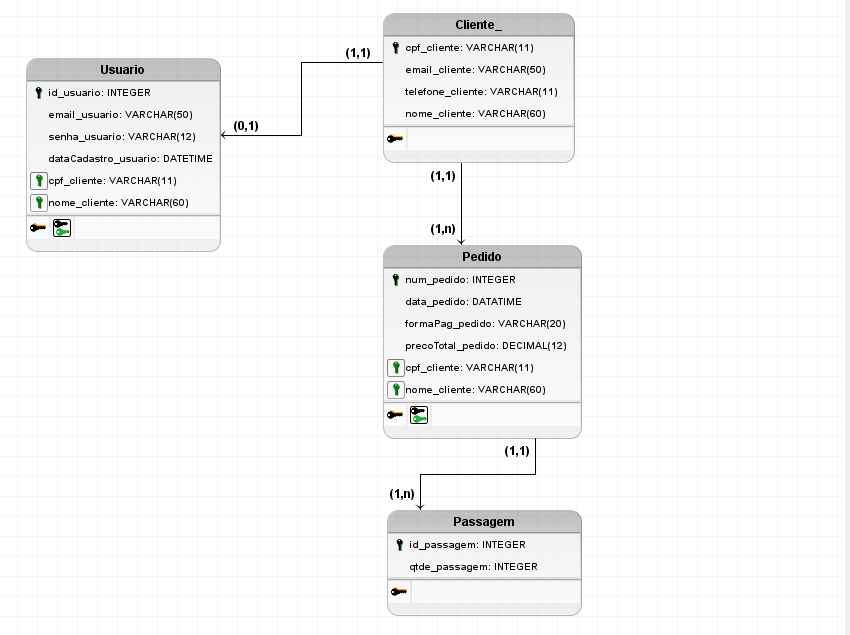 Cliente_
cpf_cliente: VARCHAR(11)
email_cliente: VARCHAR(50)
telefone_cliente: VARCHAR(11)
nome_cliente: VARCHAR(60)
(1,1)
(0,1)
Usuario
id_usuario: INTEGER
email_usuario: VARCHAR(50)
senha_usuario: VARCHAR(12)
dataCadastro_usuario: DATETIME
cpf_cliente: VARCHAR(11)
nome_cliente: VARCHAR(60)
(1,1)
(1,n)
Pedido
num_pedido: INTEGER
data_pedido: DATATIME
formaPag_pedido: VARCHAR(20)
precoTotal_pedido: DECIMAL(12)
cpf_cliente: VARCHAR(11)
nome_cliente: VARCHAR(60)
(1,1)
(1,n)
Passagem
id_passagem: INTEGER
qtde_passagem: INTEGER